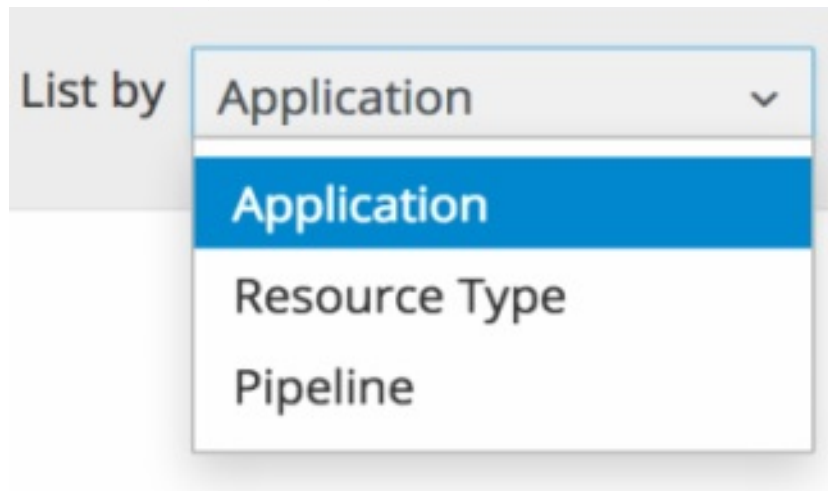 List by Application
Application
Resource Type
Pipeline